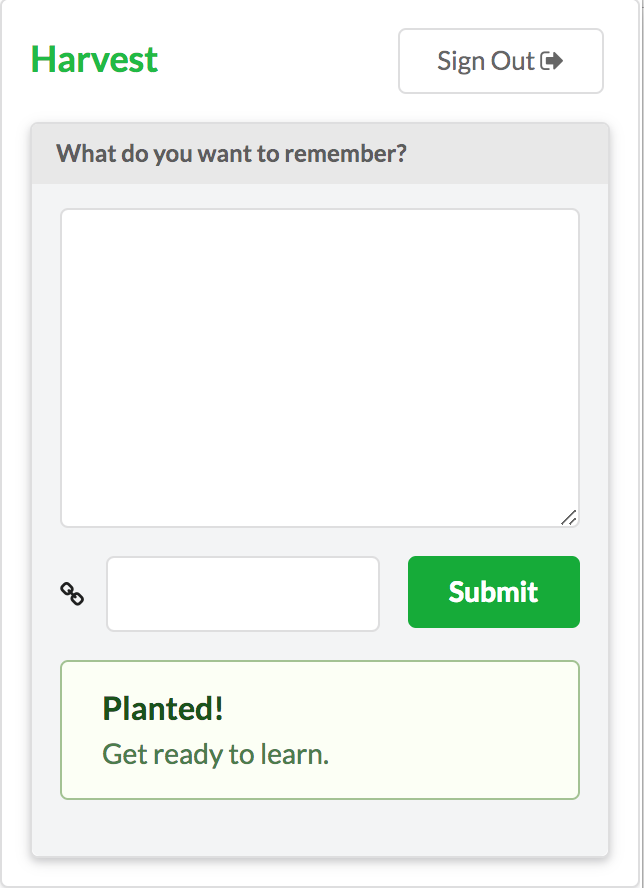 Harvest
Sign Out
What do you want to remember?
Submit
Planted!
Get ready to learn.